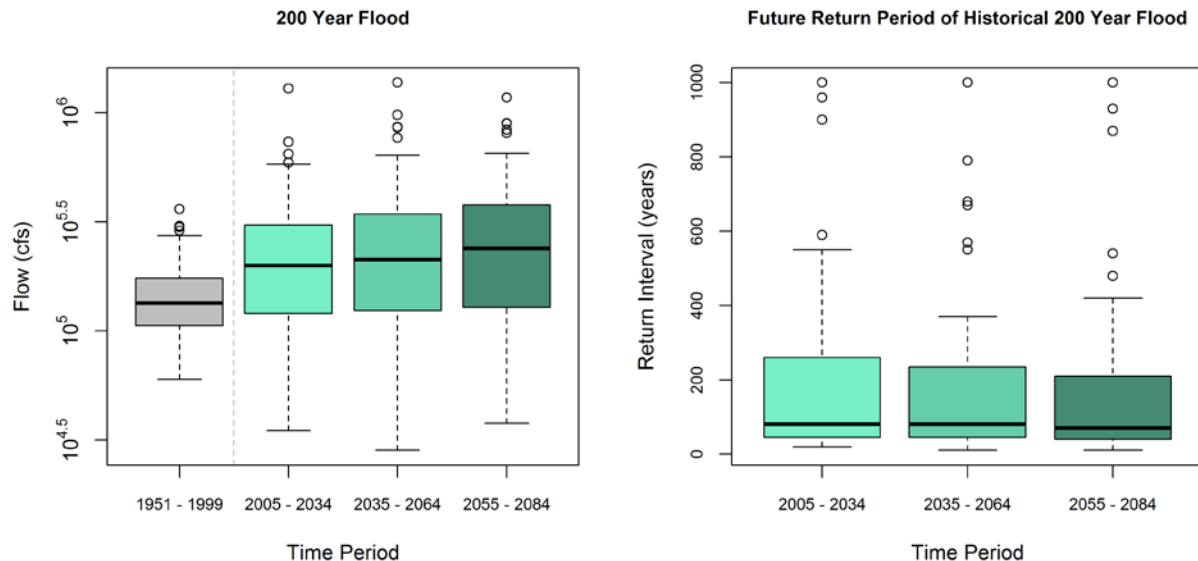 200 Year Flood
Flow (cfs)
10^6
10^5.5
10^5
10^4.5
1951 - 1999
2005 - 2034
2035 - 2064
2055 - 2084
Time Period
Future Return Period of Historical 200 Year Flood
Return Interval (years)
1000
800
600
400
200
0
2005 - 2034
2035 - 2064
2055 - 2084
Time Period